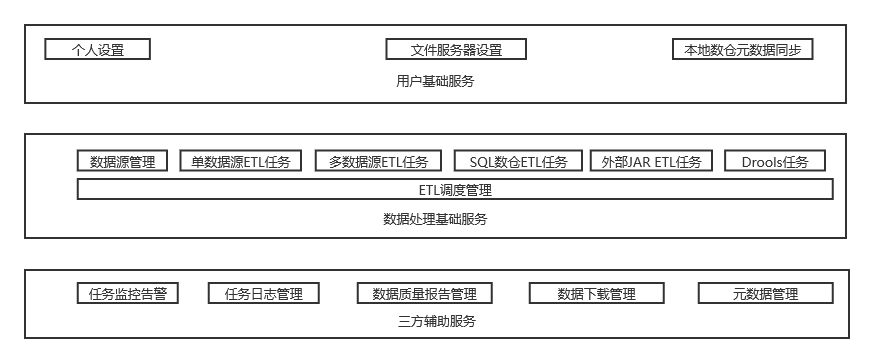 个人设置
文件服务器设置
本地数仓元数据同步
用户基础服务
数据源管理
单数据源ETL任务
多数据源ETL任务
SQL数仓ETL任务
外部JAR ETL任务
Drools任务
ETL调度管理
数据处理基础服务
任务监控告警
任务日志管理
数据质量报告管理
数据下载管理
元数据管理
三方辅助服务